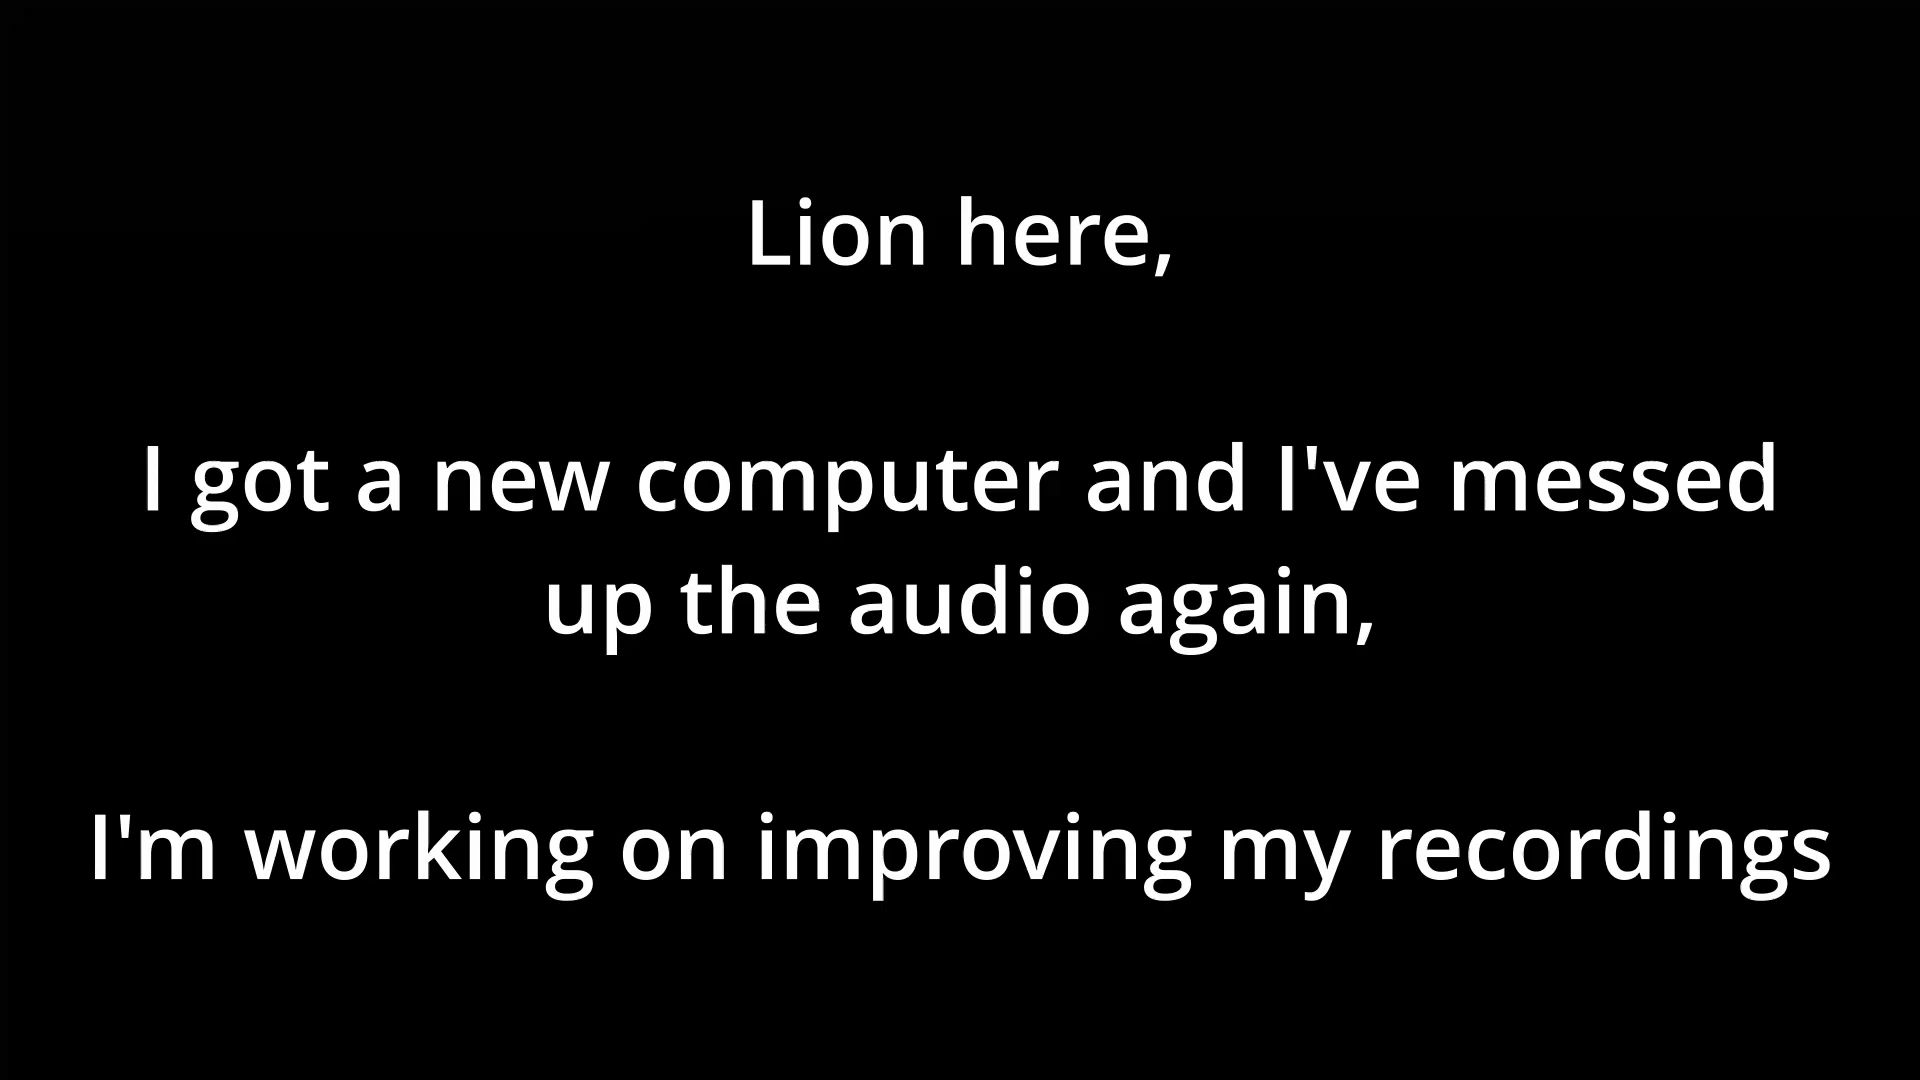 Lion here,
I got a new computer and I've messed
up the audio again,
I'm working on improving my recordings